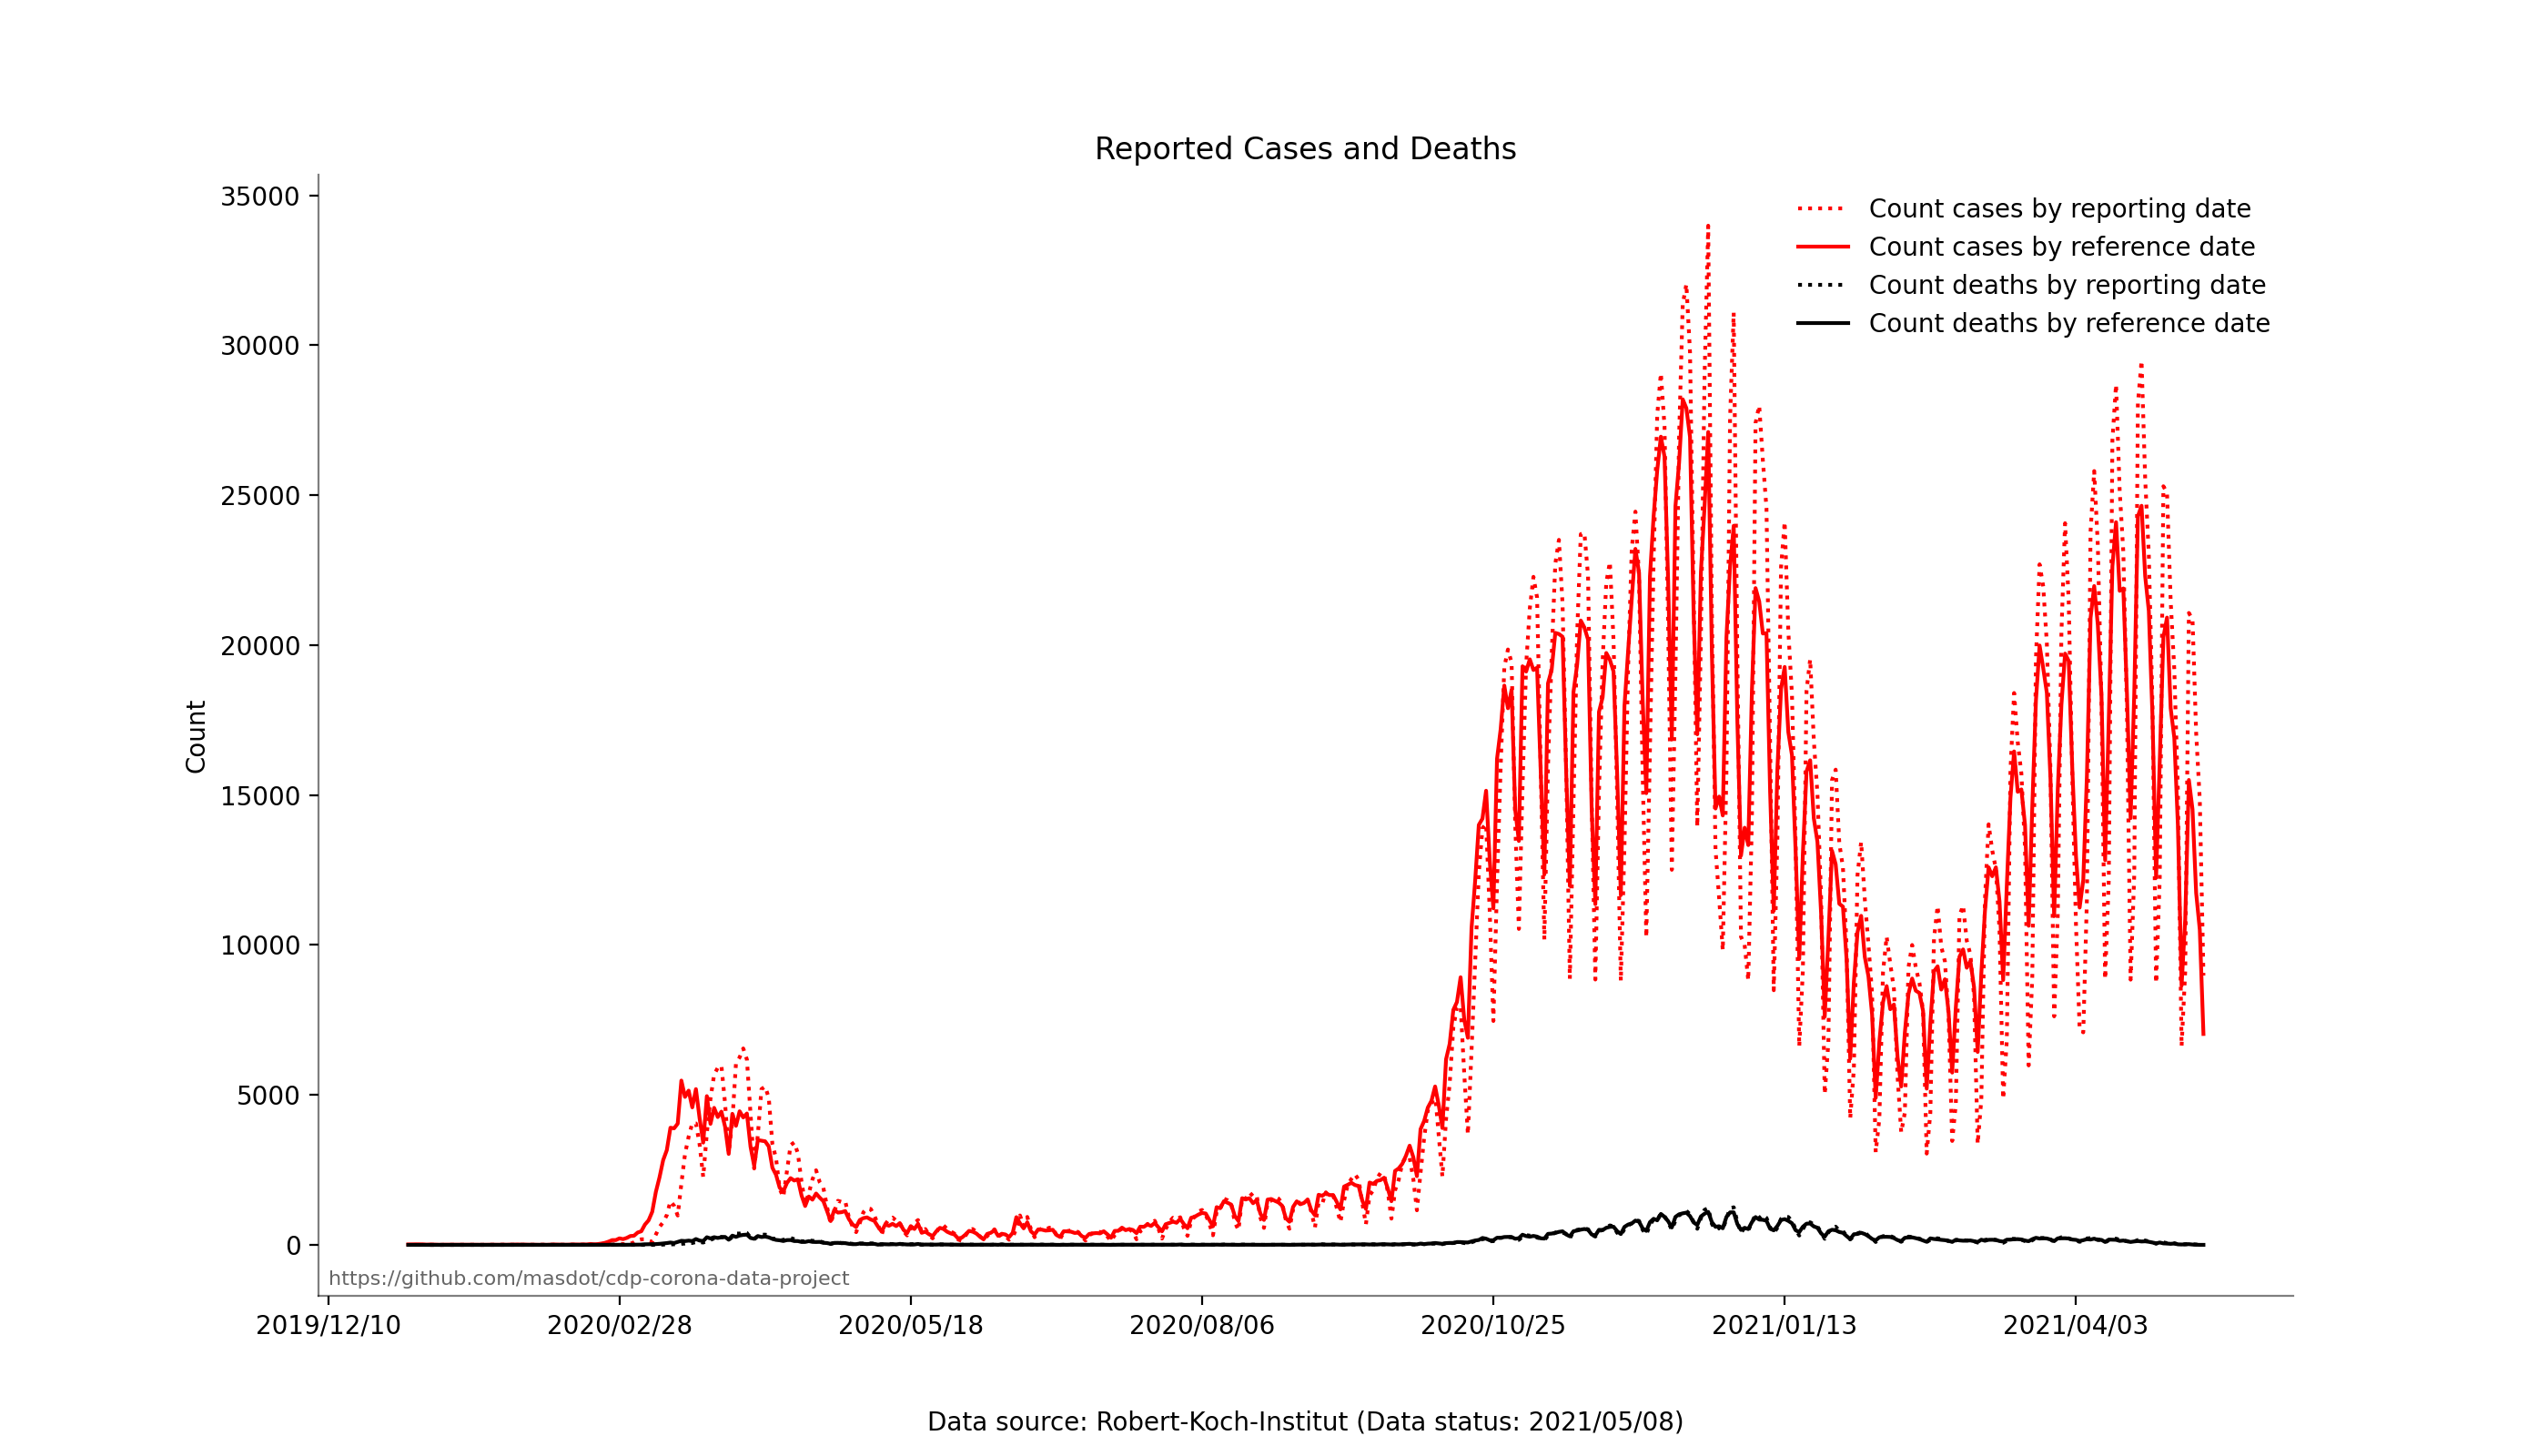 Reported Cases and Deaths
35000
30000
25000
20000
15000
10000
5000
0
Count
Count cases by reporting date
Count cases by reference date
Count deaths by reporting date
Count deaths by reference date
https://github.com/masdot/cdp-corona-data-project
2019/12/10 2020/02/28 2020/05/18 2020/08/06 2020/10/25 2021/01/13 2021/04/03
Data source: Robert-Koch-Institut (Data status: 2021/05/08)